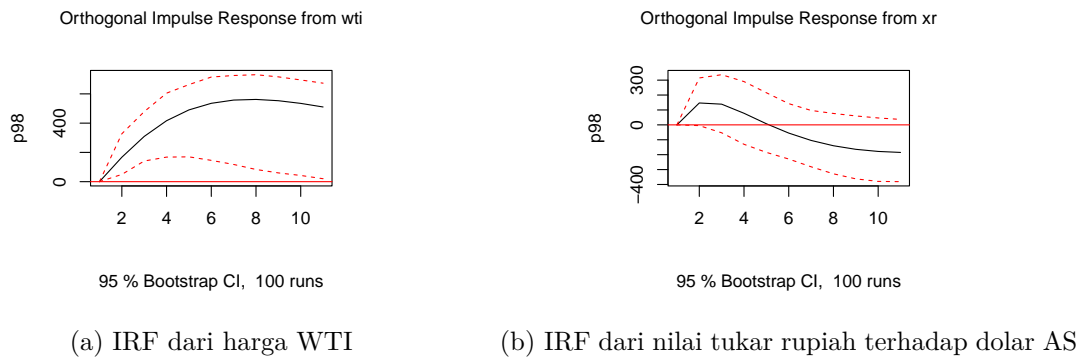 Orthogonal Impulse Response from wti
p98
0
400
2
4
6
8
10
95 % Bootstrap CI, 100 runs
(a) IRF dari harga WTI
Orthogonal Impulse Response from xr
p98
−400
0
300
2
4
6
8
10
95 % Bootstrap CI, 100 runs
(b) IRF dari nilai tukar rupiah terhadap dolar AS